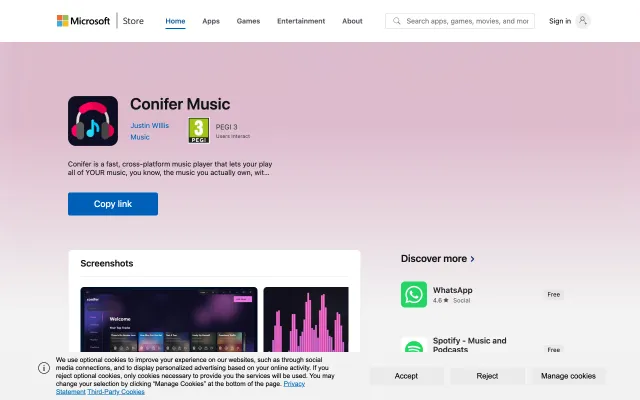 Microsoft | Store Home Apps Games Entertainment About Search apps, games, movies, and mor Sign in
Conifer Music
Justin Willis
Music
3
PEGI
PEGI 3
Users Interact
Conifer is a fast, cross-platform music player that lets your play
all of YOUR music, you know, the music you actually own, wit...
Copy link
Screenshots
conifer
Welcome
Your Top Tracks
Discover more >
WhatsApp
4.6 ★ Social
Free
Spotify - Music and
Podcasts
Free
We use optional cookies to improve your experience on our websites, such as through social
media connections, and to display personalized advertising based on your online activity. If you
reject optional cookies, only cookies necessary to provide you the services will be used. You may
change your selection by clicking "Manage Cookies" at the bottom of the page. Privacy
Statement Third-Party Cookies
Accept
Reject
Manage cookies